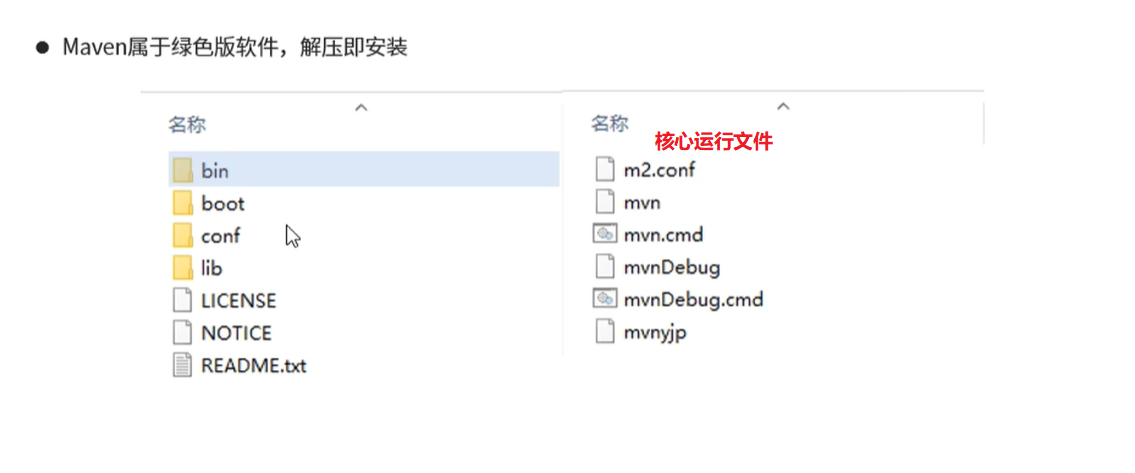 ● Maven属于绿色版软件，解压即安装
名称
bin
boot
conf
lib
LICENSE
NOTICE
README.txt
名称
核心运行文件
m2.conf
mvn
mvn.cmd
mvnDebug
mvnDebug.cmd
mvnyjp